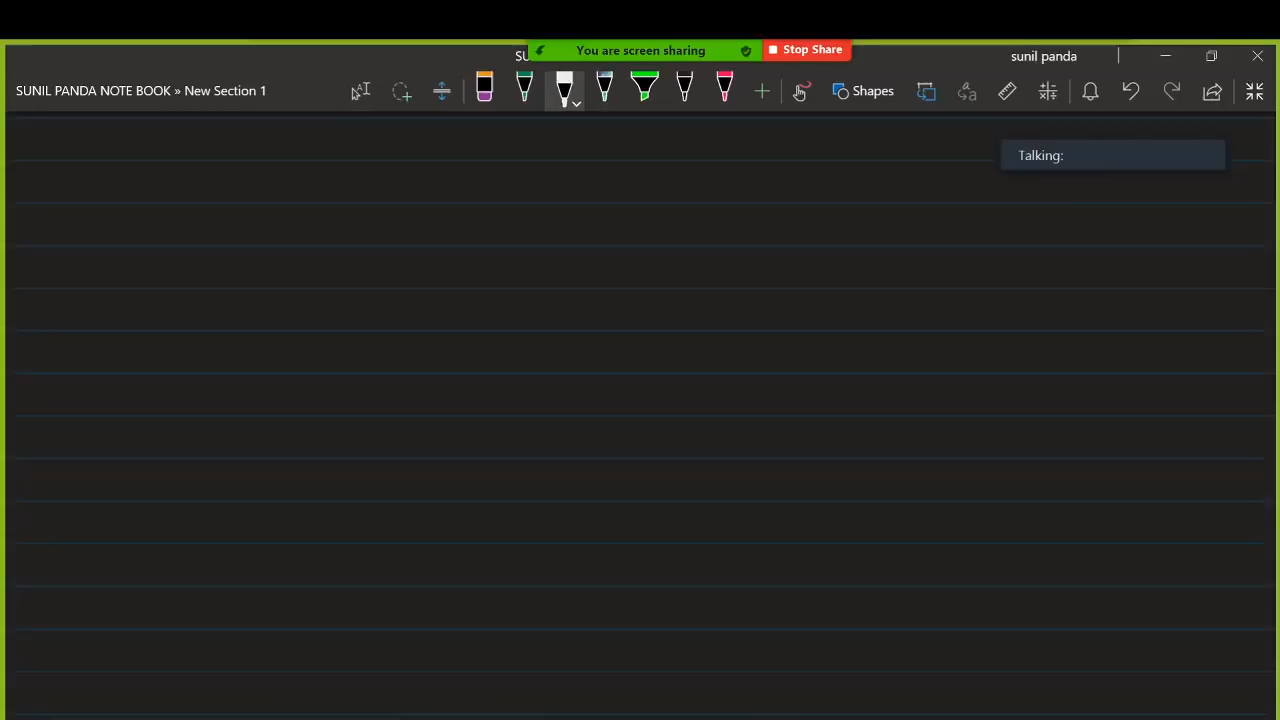 You are screen sharing
Stop Share
SU
sunil panda
SUNIL PANDA NOTE BOOK » New Section 1
Shapes
Talking: